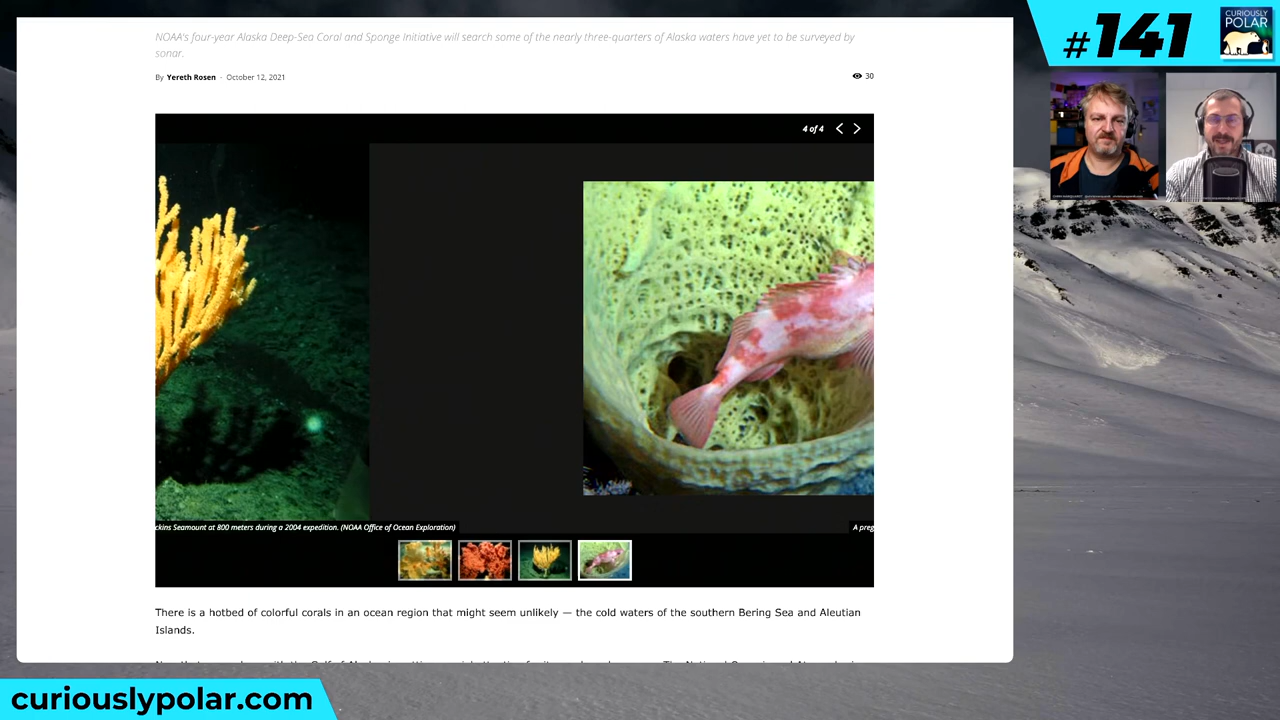 NOAA's four-year Alaska Deep-Sea Coral and Sponge Initiative will search some of the nearly three-quarters of Alaska waters have yet to be surveyed by
sonar.
By Yereth Rosen - October 12, 2021
30
4 of 4
ckins Seamount at 800 meters during a 2004 expedition. (NOAA Office of Ocean Exploration)
A preg
There is a hotbed of colorful corals in an ocean region that might seem unlikely — the cold waters of the southern Bering Sea and Aleutian
Islands.
#141
CURIOUSLY
POLAR
curiouslypolar.com